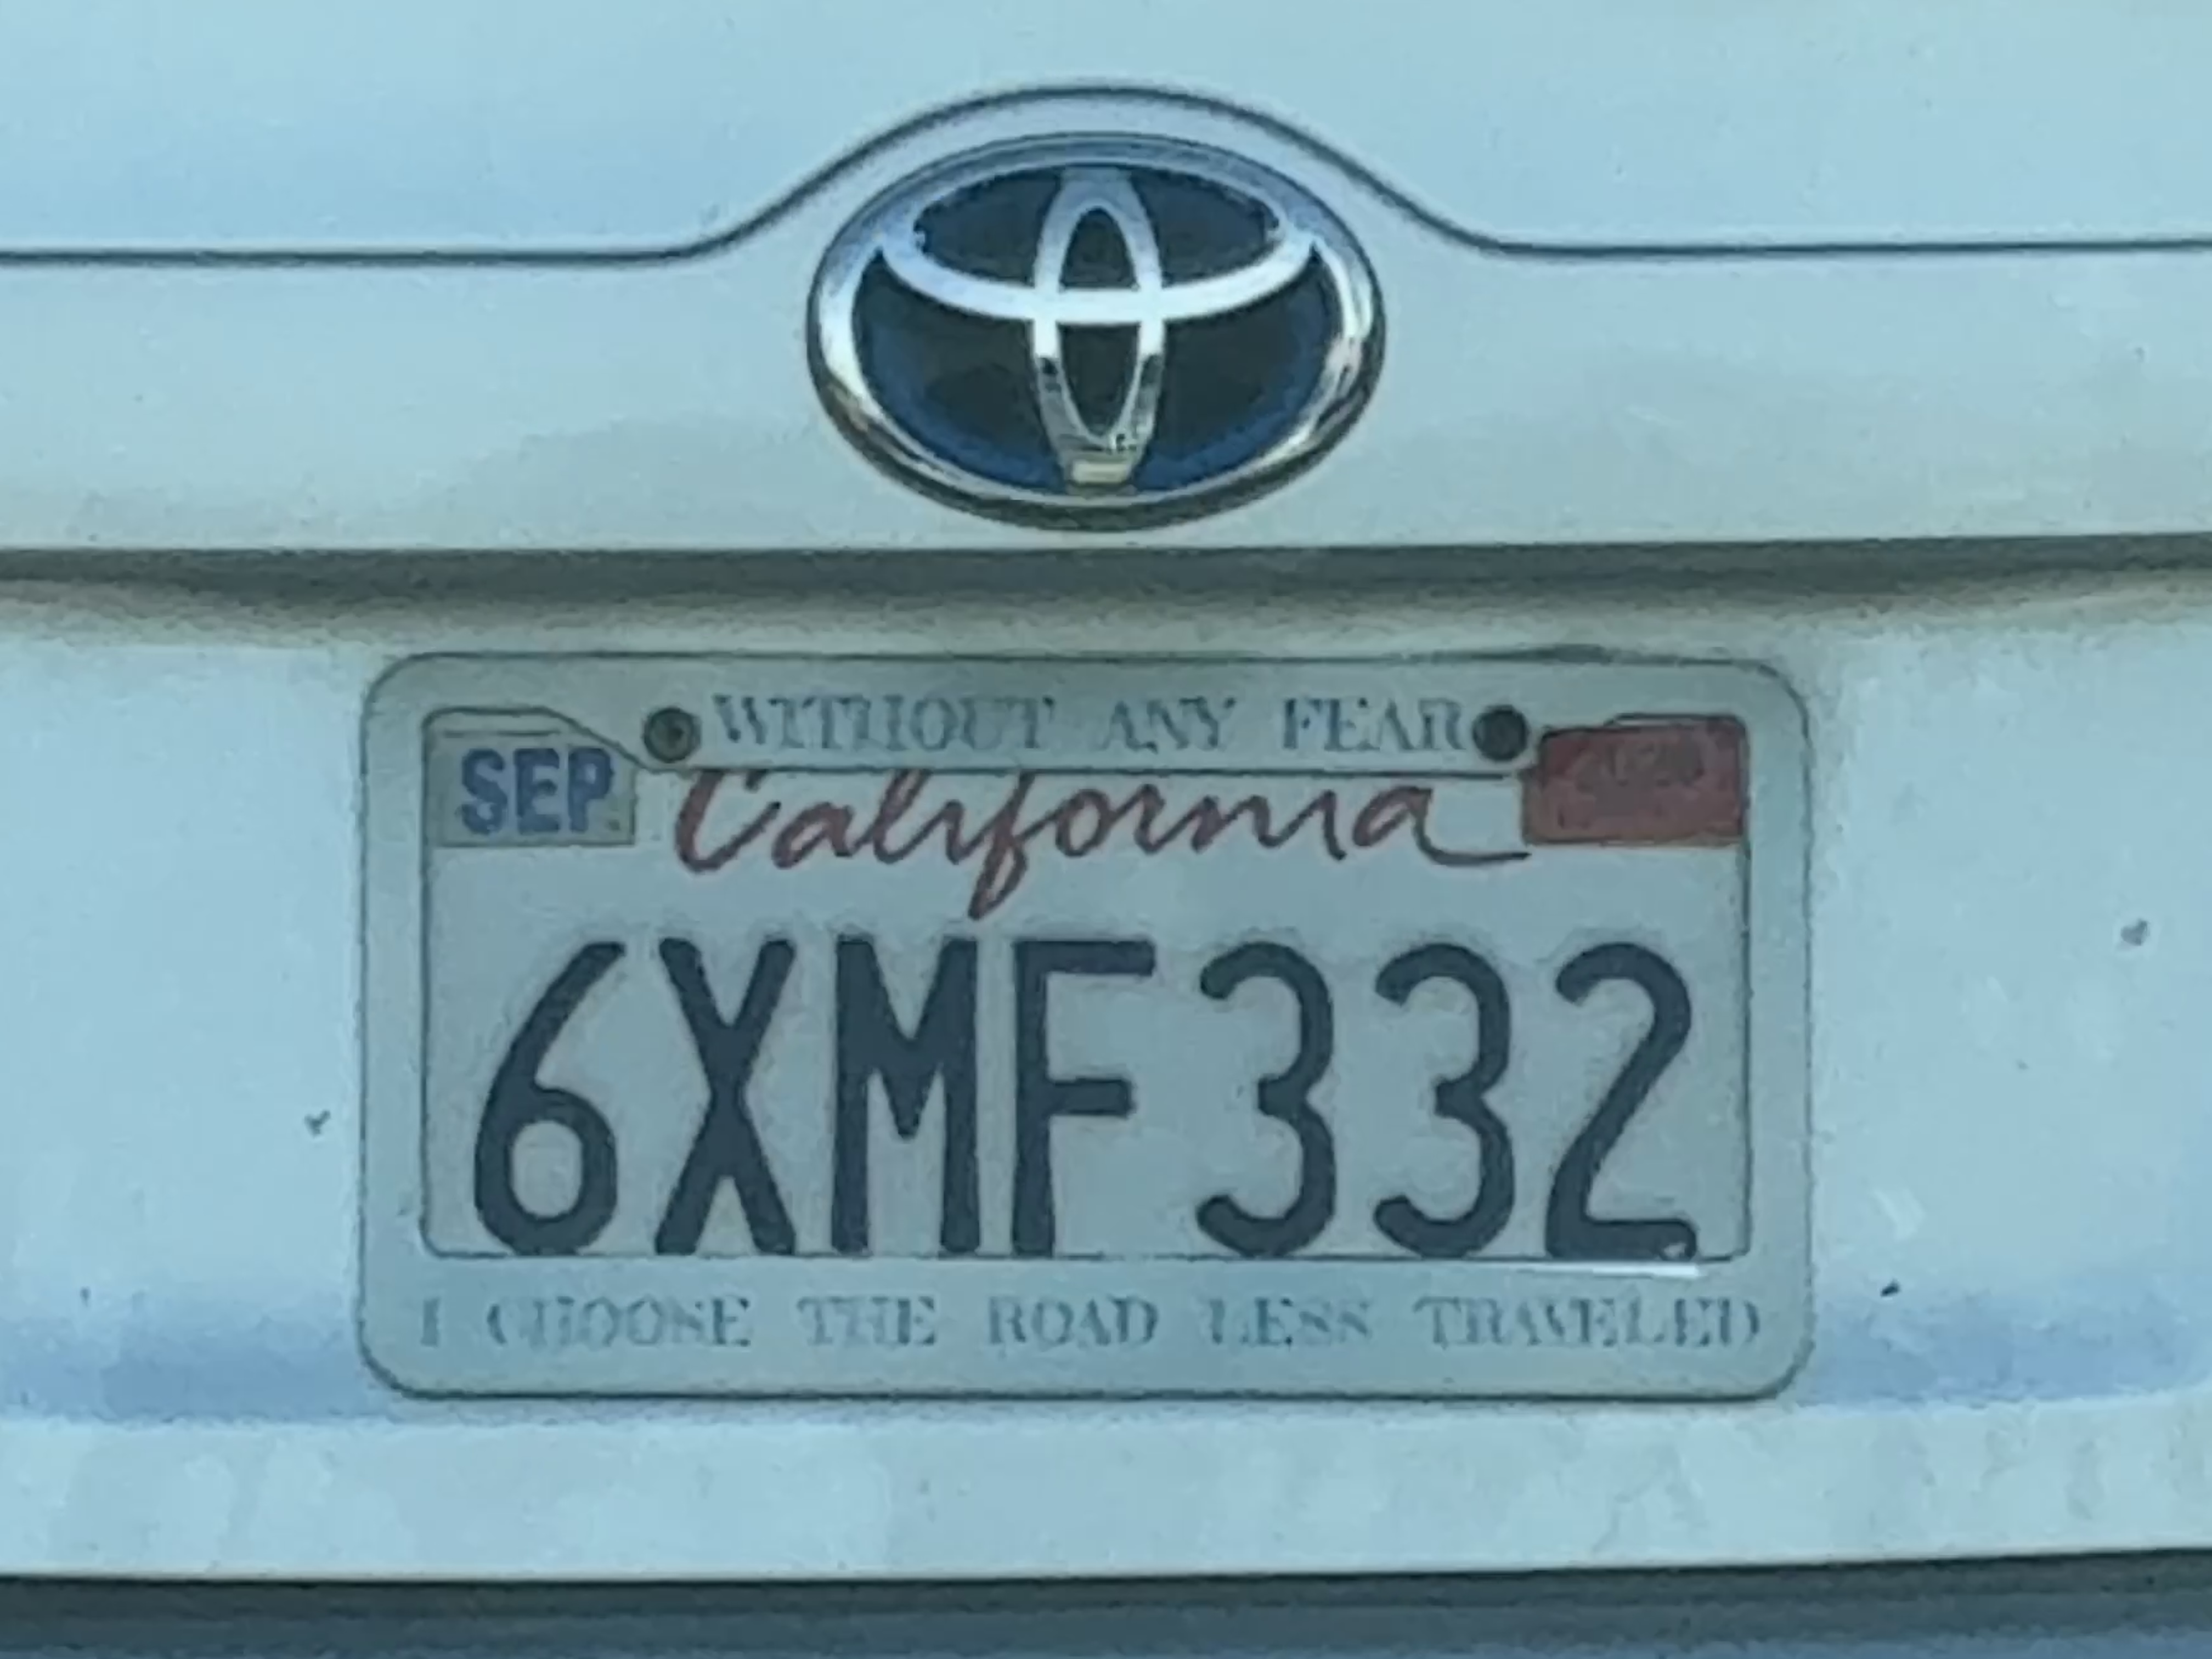 WITHOUT ANY FEAR
SEP
California
6XMF332
I CHOOSE THE ROAD LESS TRAVELED